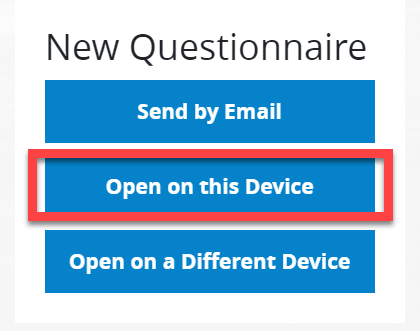 New Questionnaire
Send by Email
Open on this Device
Open on a Different Device